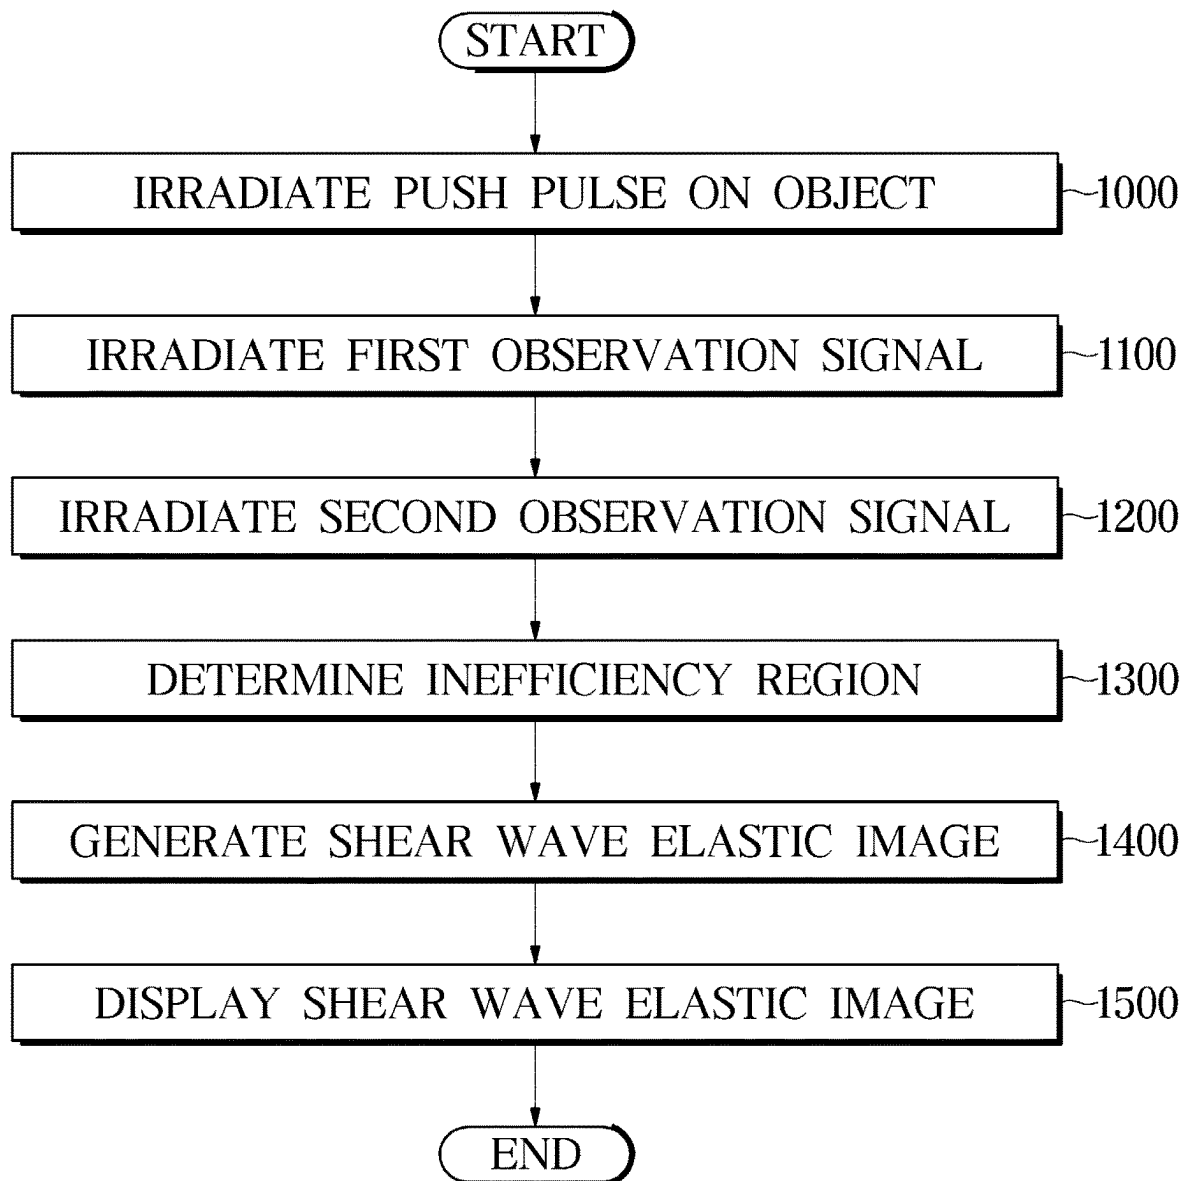 START
IRRADIATE PUSH PULSE ON OBJECT 1000
IRRADIATE FIRST OBSERVATION SIGNAL 1100
IRRADIATE SECOND OBSERVATION SIGNAL 1200
DETERMINE INEFFICIENCY REGION 1300
GENERATE SHEAR WAVE ELASTIC IMAGE 1400
DISPLAY SHEAR WAVE ELASTIC IMAGE 1500
END